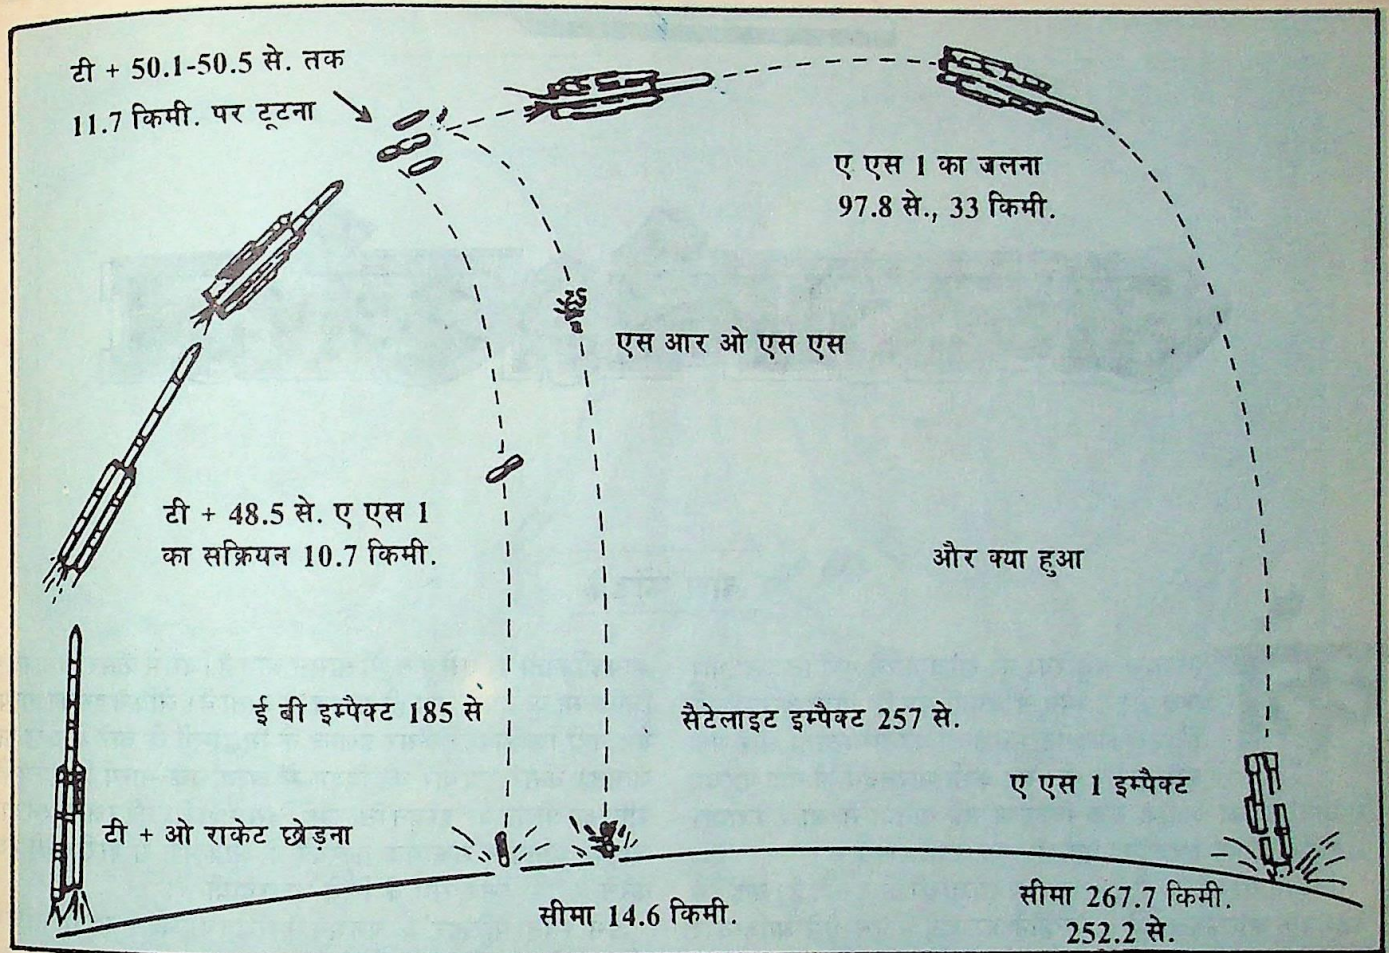 टी + 50.1-50.5 से. तक
11.7 किमी. पर टूटना
ए एस 1 का जलना
97.8 से., 33 किमी.
एस आर ओ एस एस
टी + 48.5 से. ए एस 1
का सक्रियन 10.7 किमी.
और क्या हुआ
ई बी इम्पैक्ट 185 से
सैटेलाइट इम्पैक्ट 257 से.
ए एस 1 इम्पैक्ट
टी + ओ राकेट छोड़ना
सीमा 14.6 किमी.
सीमा 267.7 किमी.
252.2 से.